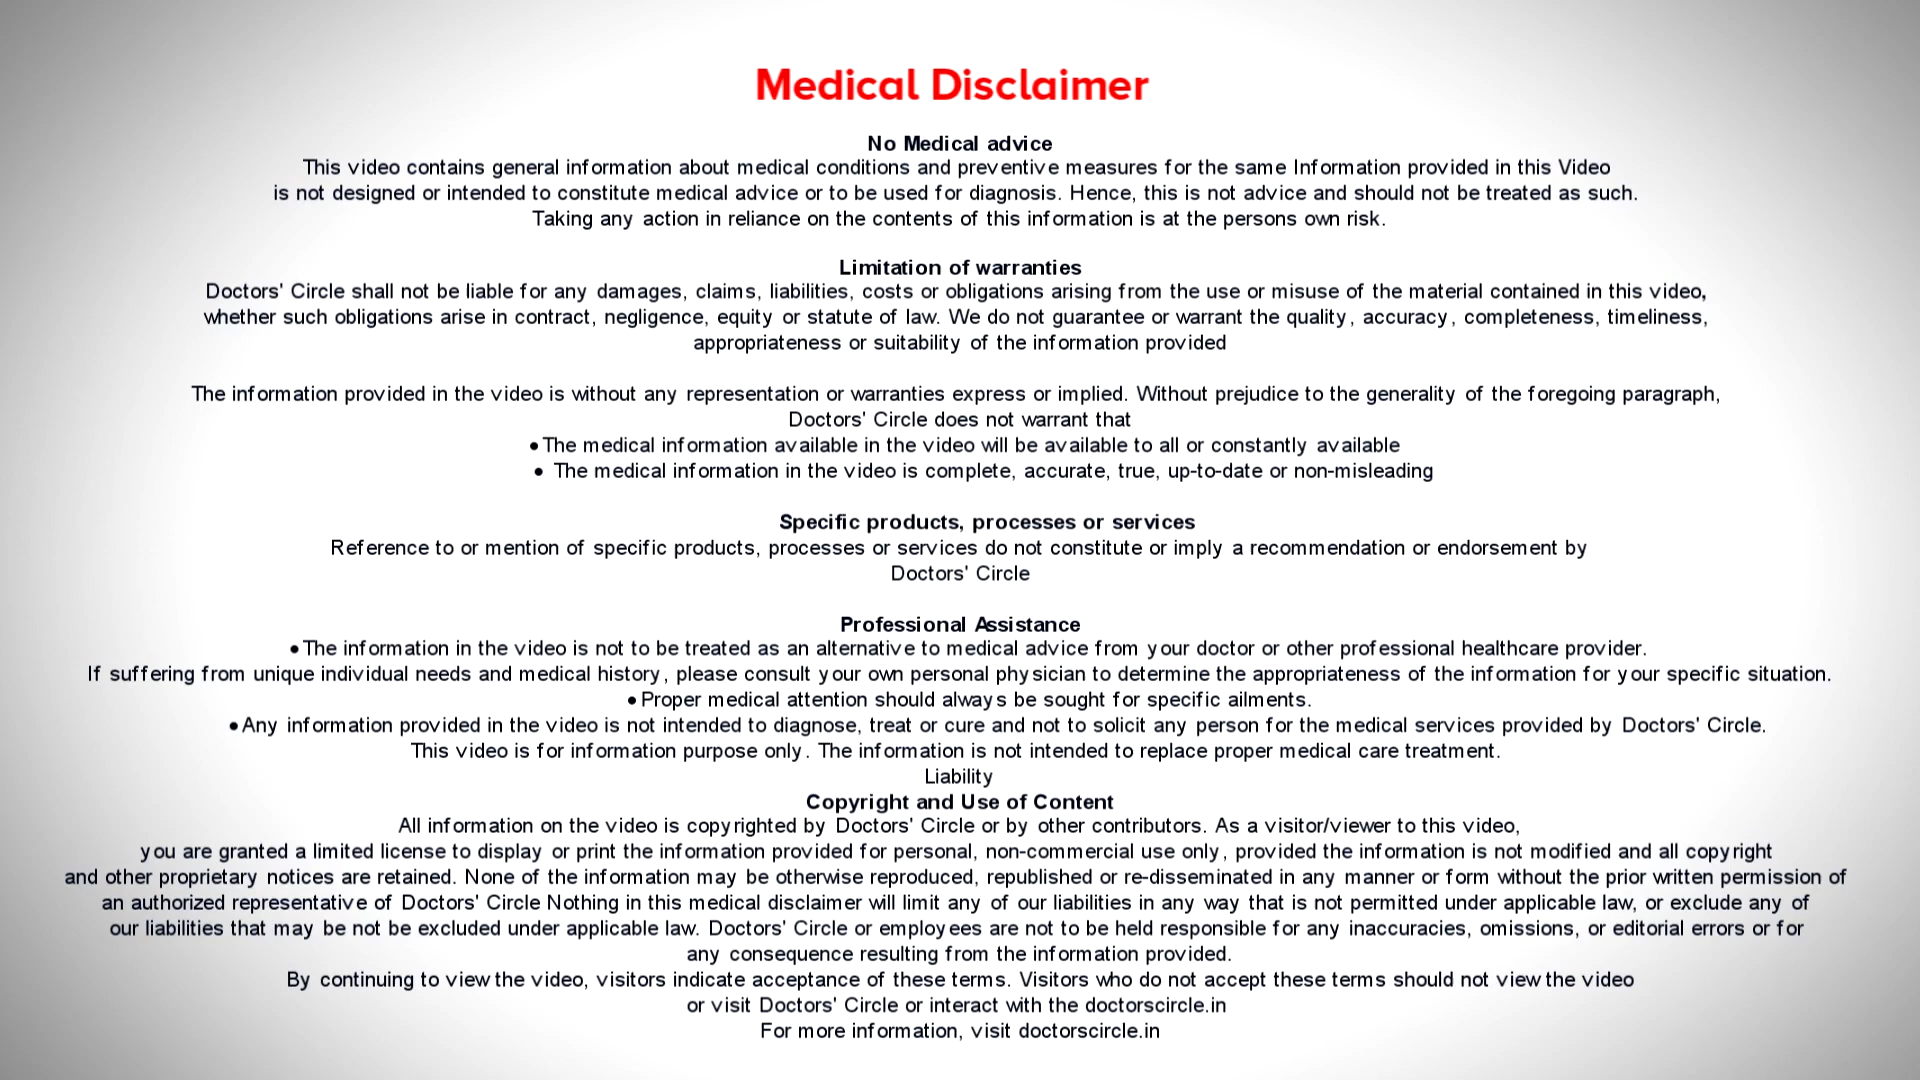 Medical Disclaimer
No Medical advice
This video contains general information about medical conditions and preventive measures for the same Information provided in this Video
is not designed or intended to constitute medical advice or to be used for diagnosis. Hence, this is not advice and should not be treated as such.
Taking any action in reliance on the contents of this information is at the persons own risk.
Limitation of warranties
Doctors' Circle shall not be liable for any damages, claims, liabilities, costs or obligations arising from the use or misuse of the material contained in this video,
whether such obligations arise in contract, negligence, equity or statute of law. We do not guarantee or warrant the quality, accuracy, completeness, timeliness,
appropriateness or suitability of the information provided
The information provided in the video is without any representation or warranties express or implied. Without prejudice to the generality of the foregoing paragraph,
Doctors' Circle does not warrant that
● The medical information available in the video will be available to all or constantly available
● The medical information in the video is complete, accurate, true, up-to-date or non-misleading
Specific products, processes or services
Reference to or mention of specific products, processes or services do not constitute or imply a recommendation or endorsement by
Doctors' Circle
Professional Assistance
● The information in the video is not to be treated as an alternative to medical advice from your doctor or other professional healthcare provider.
If suffering from unique individual needs and medical history, please consult your own personal physician to determine the appropriateness of the information for your specific situation.
● Proper medical attention should always be sought for specific ailments.
● Any information provided in the video is not intended to diagnose, treat or cure and not to solicit any person for the medical services provided by Doctors' Circle.
This video is for information purpose only. The information is not intended to replace proper medical care treatment.
Liability
Copyright and Use of Content
All information on the video is copyrighted by Doctors' Circle or by other contributors. As a visitor/viewer to this video,
you are granted a limited license to display or print the information provided for personal, non-commercial use only, provided the information is not modified and all copyright
and other proprietary notices are retained. None of the information may be otherwise reproduced, republished or re-disseminated in any manner or form without the prior written permission of
an authorized representative of Doctors' Circle Nothing in this medical disclaimer will limit any of our liabilities in any way that is not permitted under applicable law, or exclude any of
our liabilities that may be not be excluded under applicable law. Doctors' Circle or employees are not to be held responsible for any inaccuracies, omissions, or editorial errors or for
any consequence resulting from the information provided.
By continuing to view the video, visitors indicate acceptance of these terms. Visitors who do not accept these terms should not view the video
or visit Doctors' Circle or interact with the doctorscircle.in
For more information, visit doctorscircle.in